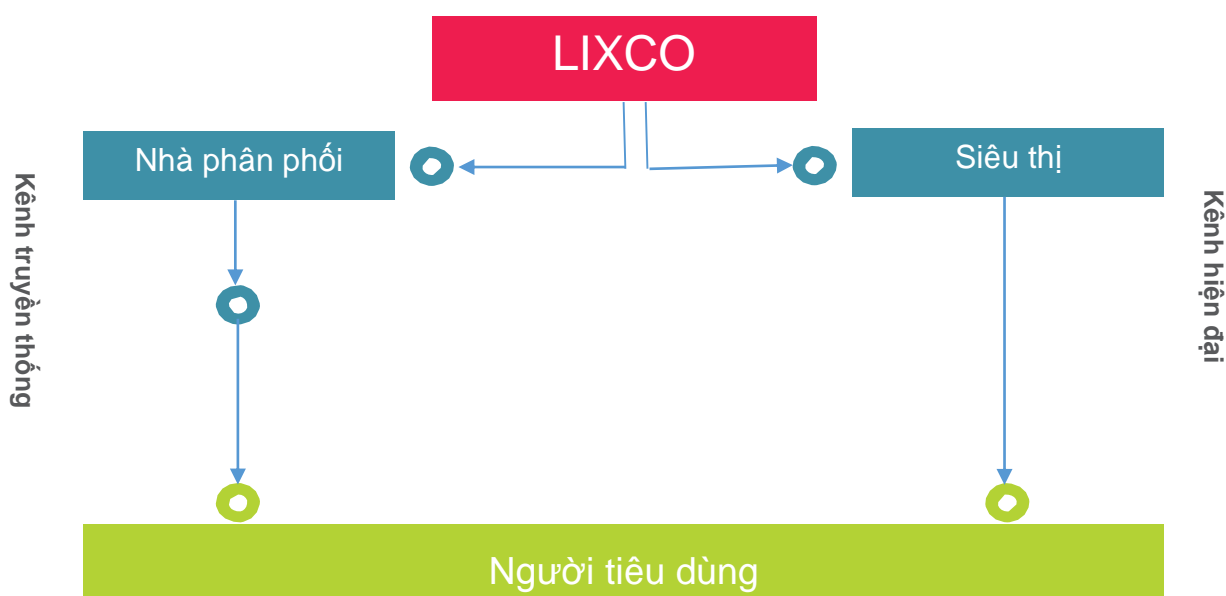 LIXCO
Nhà phân phối
Siêu thị
Kênh truyền thống
Kênh hiện đại
Người tiêu dùng